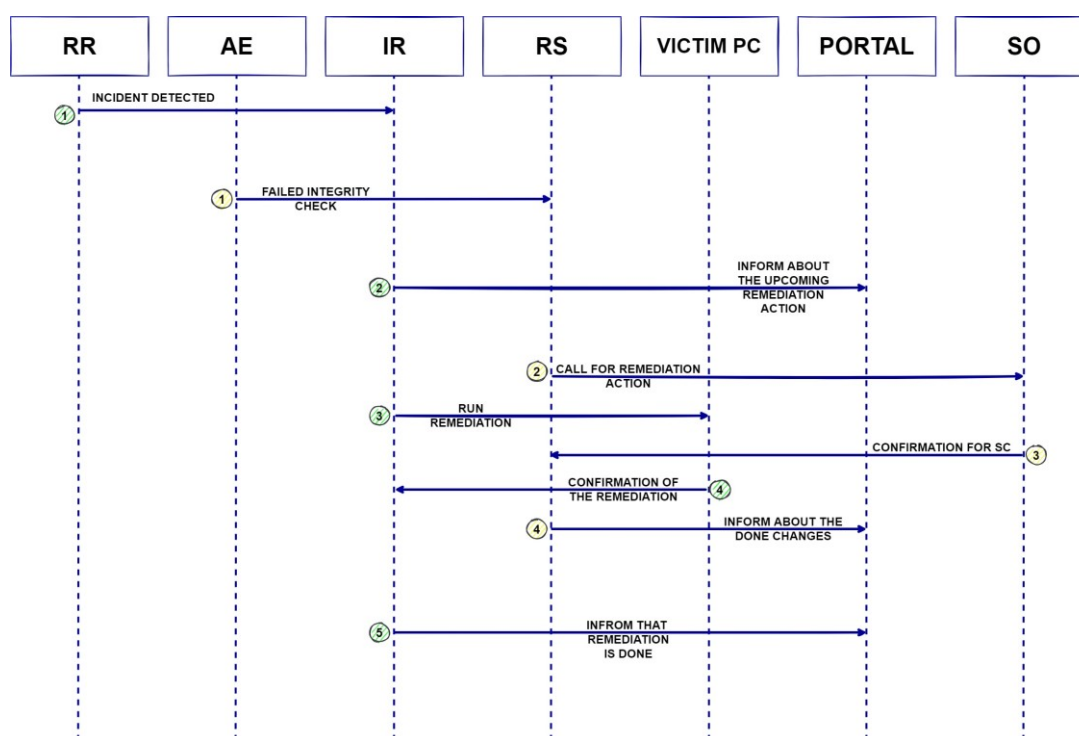 RR
AE
IR
RS
VICTIM PC
PORTAL
SO
INCIDENT DETECTED
1
1
FAILED INTEGRITY
CHECK
INFORM ABOUT
THE UPCOMING
REMEDIATION
ACTION
2
2
CALL FOR REMEDIATION
ACTION
3
RUN
REMEDIATION
CONFIRMATION FOR SC
3
CONFIRMATION OF
THE REMEDIATION
4
4
INFORM ABOUT THE
DONE CHANGES
5
INFROM THAT
REMEDIATION
IS DONE